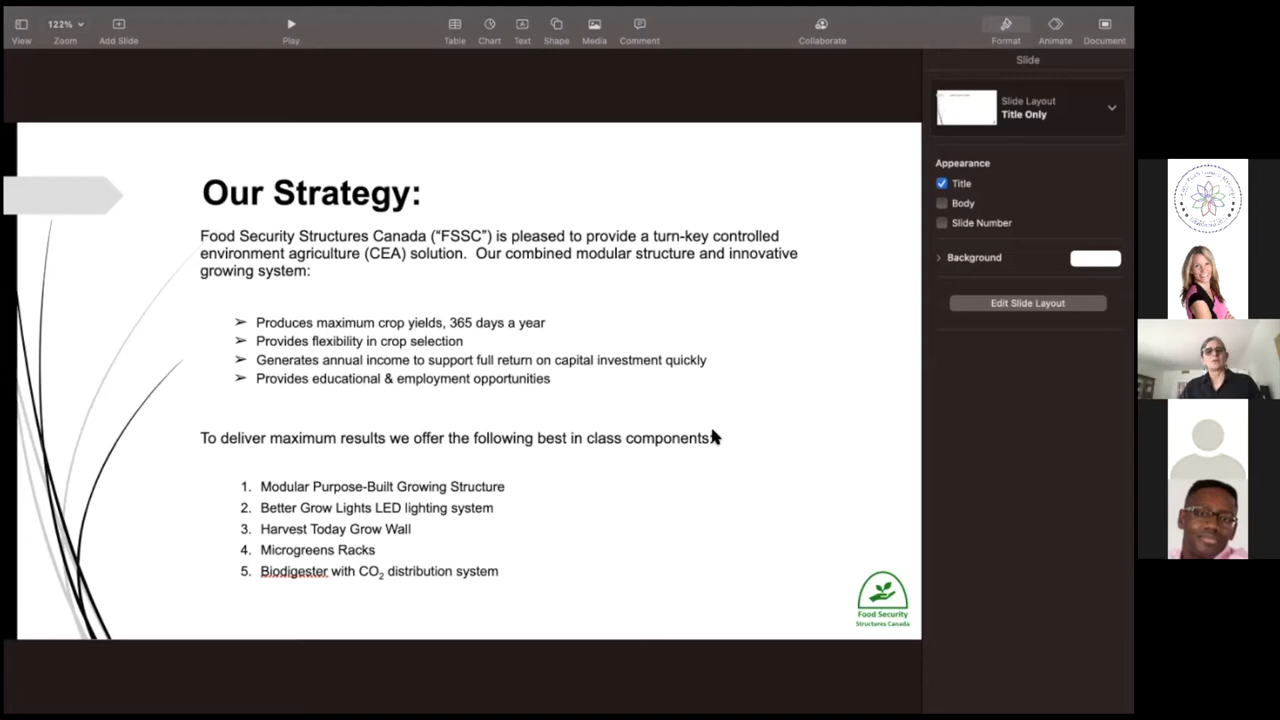 122%
View
Zoom
Add Slide
Play
Table
Chart
Text
Shape
Media
Comment
Collaborate
Format
Animate
Document
Slide
Slide Layout
Title Only
Appearance
Title
Body
Slide Number
Background
Edit Slide Layout
Our Strategy:
Food Security Structures Canada (“FSSC”) is pleased to provide a turn-key controlled
environment agriculture (CEA) solution. Our combined modular structure and innovative
growing system:
➢ Produces maximum crop yields, 365 days a year
➢ Provides flexibility in crop selection
➢ Generates annual income to support full return on capital investment quickly
➢ Provides educational & employment opportunities
To deliver maximum results we offer the following best in class components:
1. Modular Purpose-Built Growing Structure
2. Better Grow Lights LED lighting system
3. Harvest Today Grow Wall
4. Microgreens Racks
5. Biodigester with CO₂ distribution system
Food Security
Structures Canada